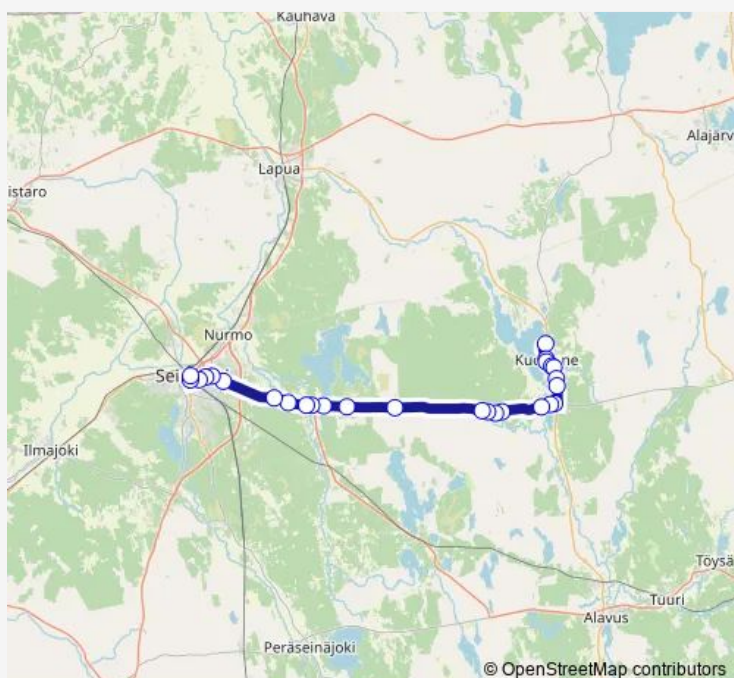 Kauhava
Alajärv
Lapua
istaro
Nurmo
Ilmajoki
Töysä
Tuuri
Alavus
Peräseinäjoki
© OpenStreetMap contributors